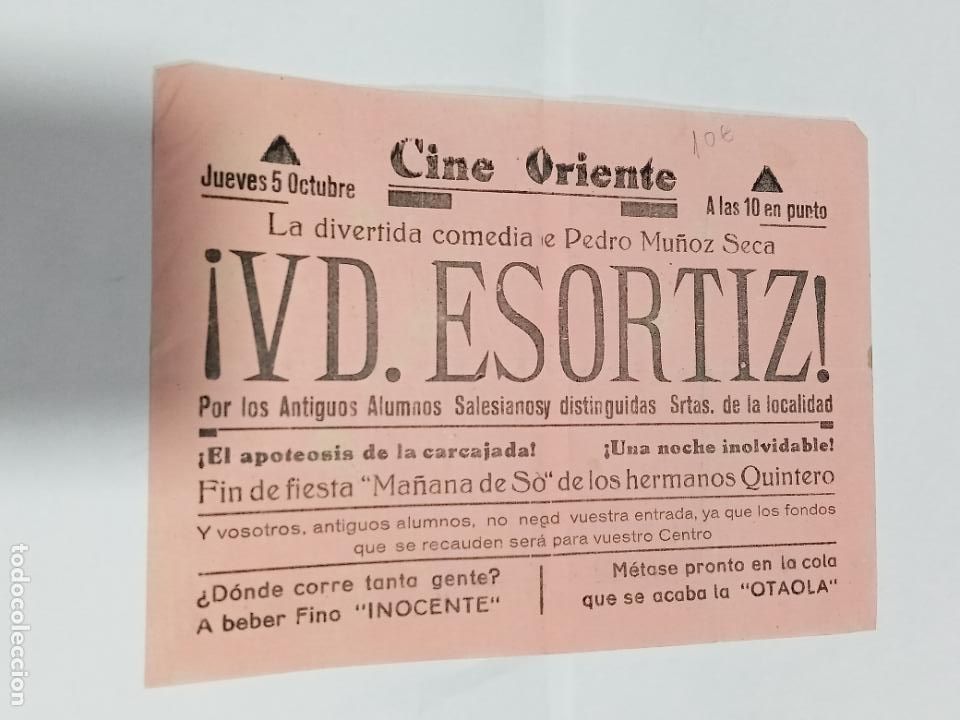 10€
Cine Oriente
Jueves 5 Octubre
A las 10 en punto
La divertida comedia e Pedro Muñoz Seca
¡VD. ESORTIZ!
Por los Antiguos Alumnos Salesianosy distinguidas Srtas. de la localidad
¡El apoteosis de la carcajada! ¡Una noche inolvidable!
Fin de fiesta "Mañana de Sò" de los hermanos Quintero
Y vosotros, antiguos alumnos, no negd vuestra entrada, ya que los fondos
que se recauden será para vuestro Centro
¿Dónde corre tanta gente?
A beber Fino "INOCENTE"
Métase pronto en la cola
que se acaba la "OTAOLA"
todocoleccion
todocoleccion